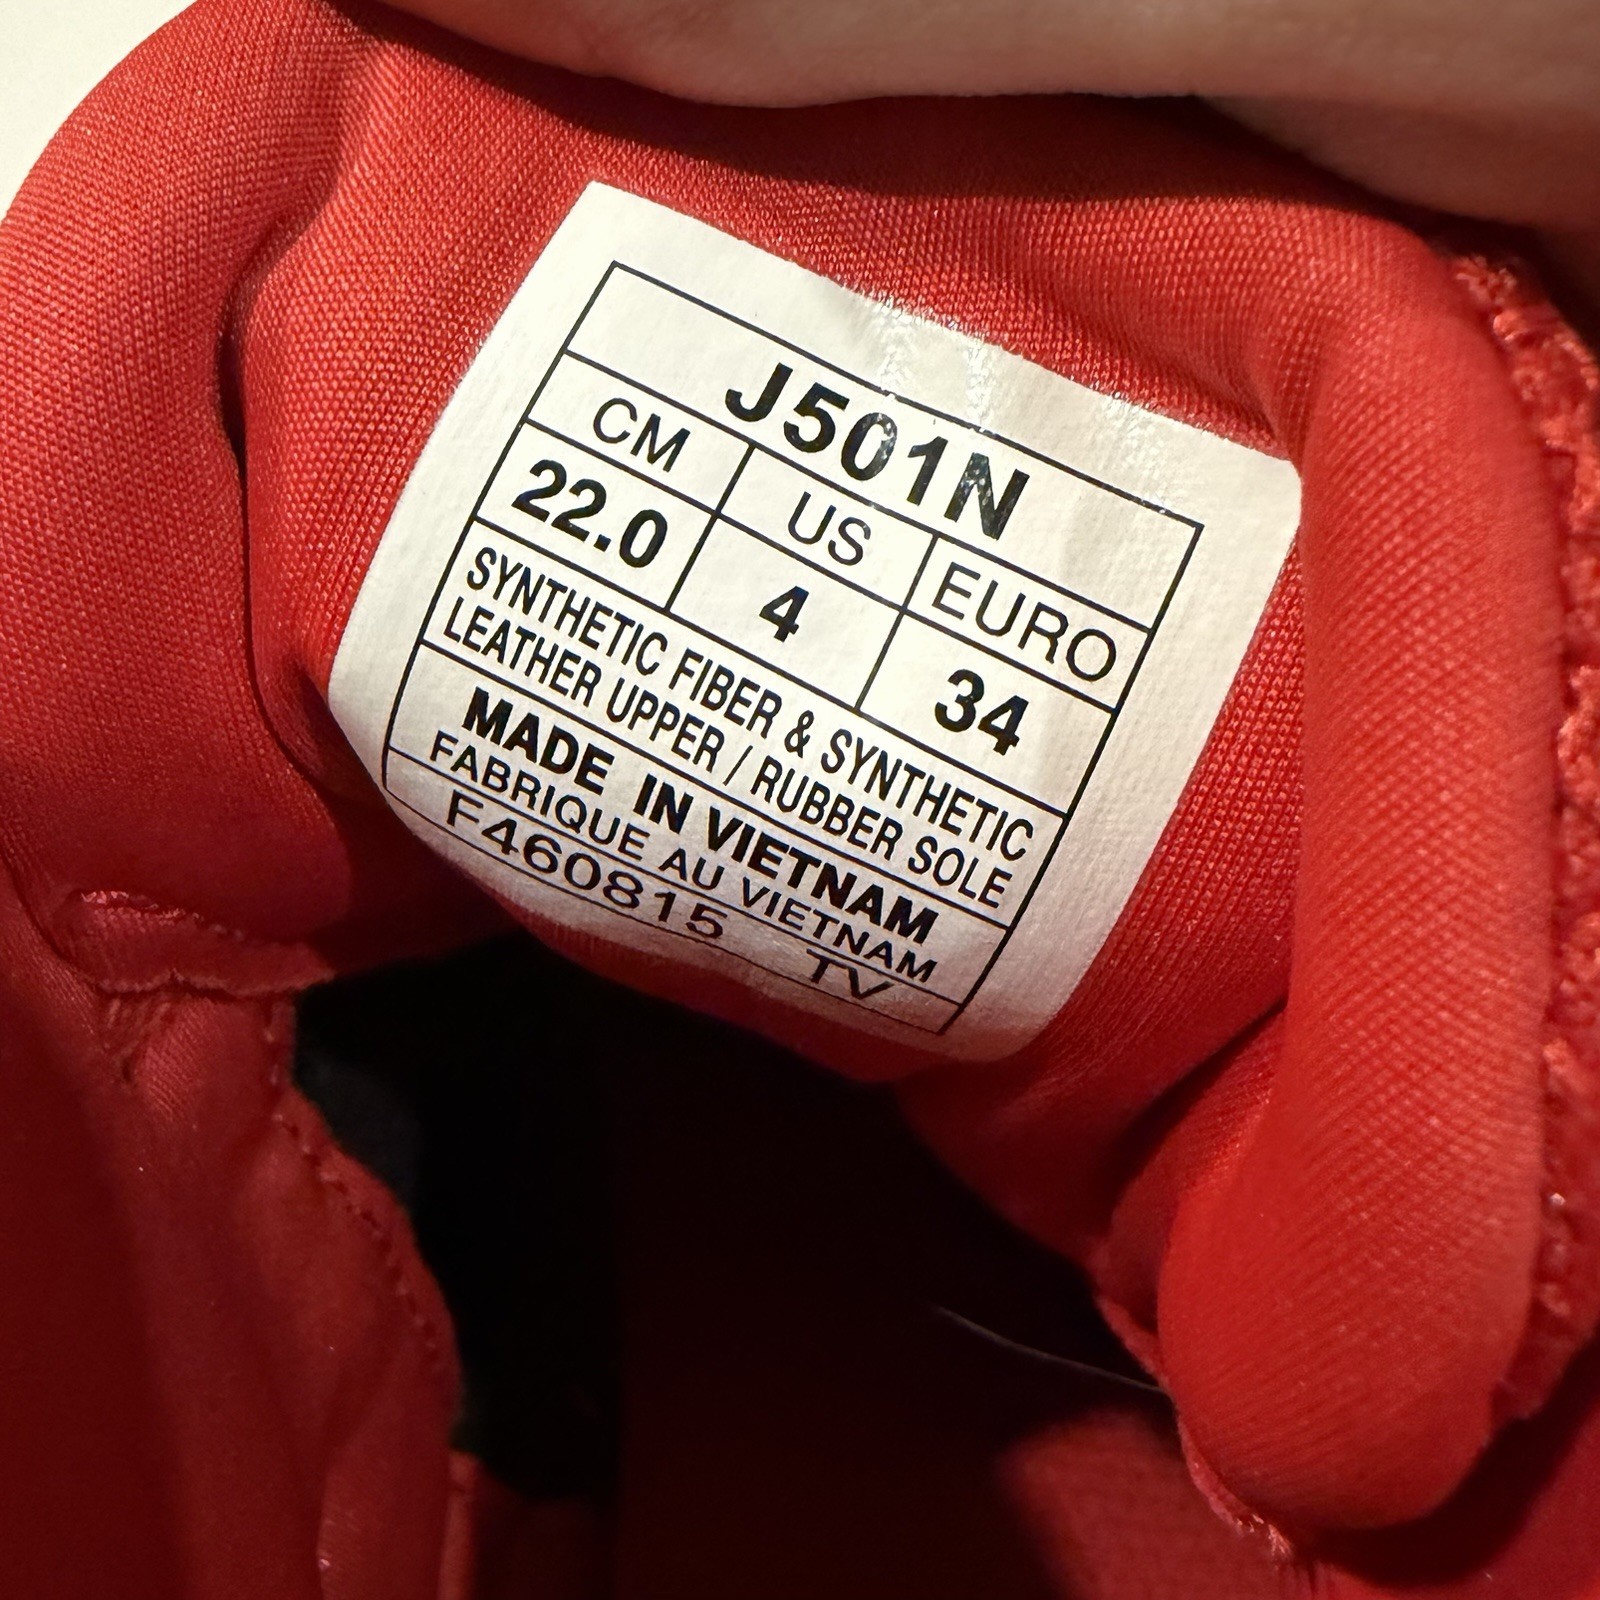 J501N
CM US EURO
22.0 4 34
SYNTHETIC FIBER & SYNTHETIC
LEATHER UPPER / RUBBER SOLE
MADE IN VIETNAM
FABRIQUE AU VIETNAM
F460815 TV